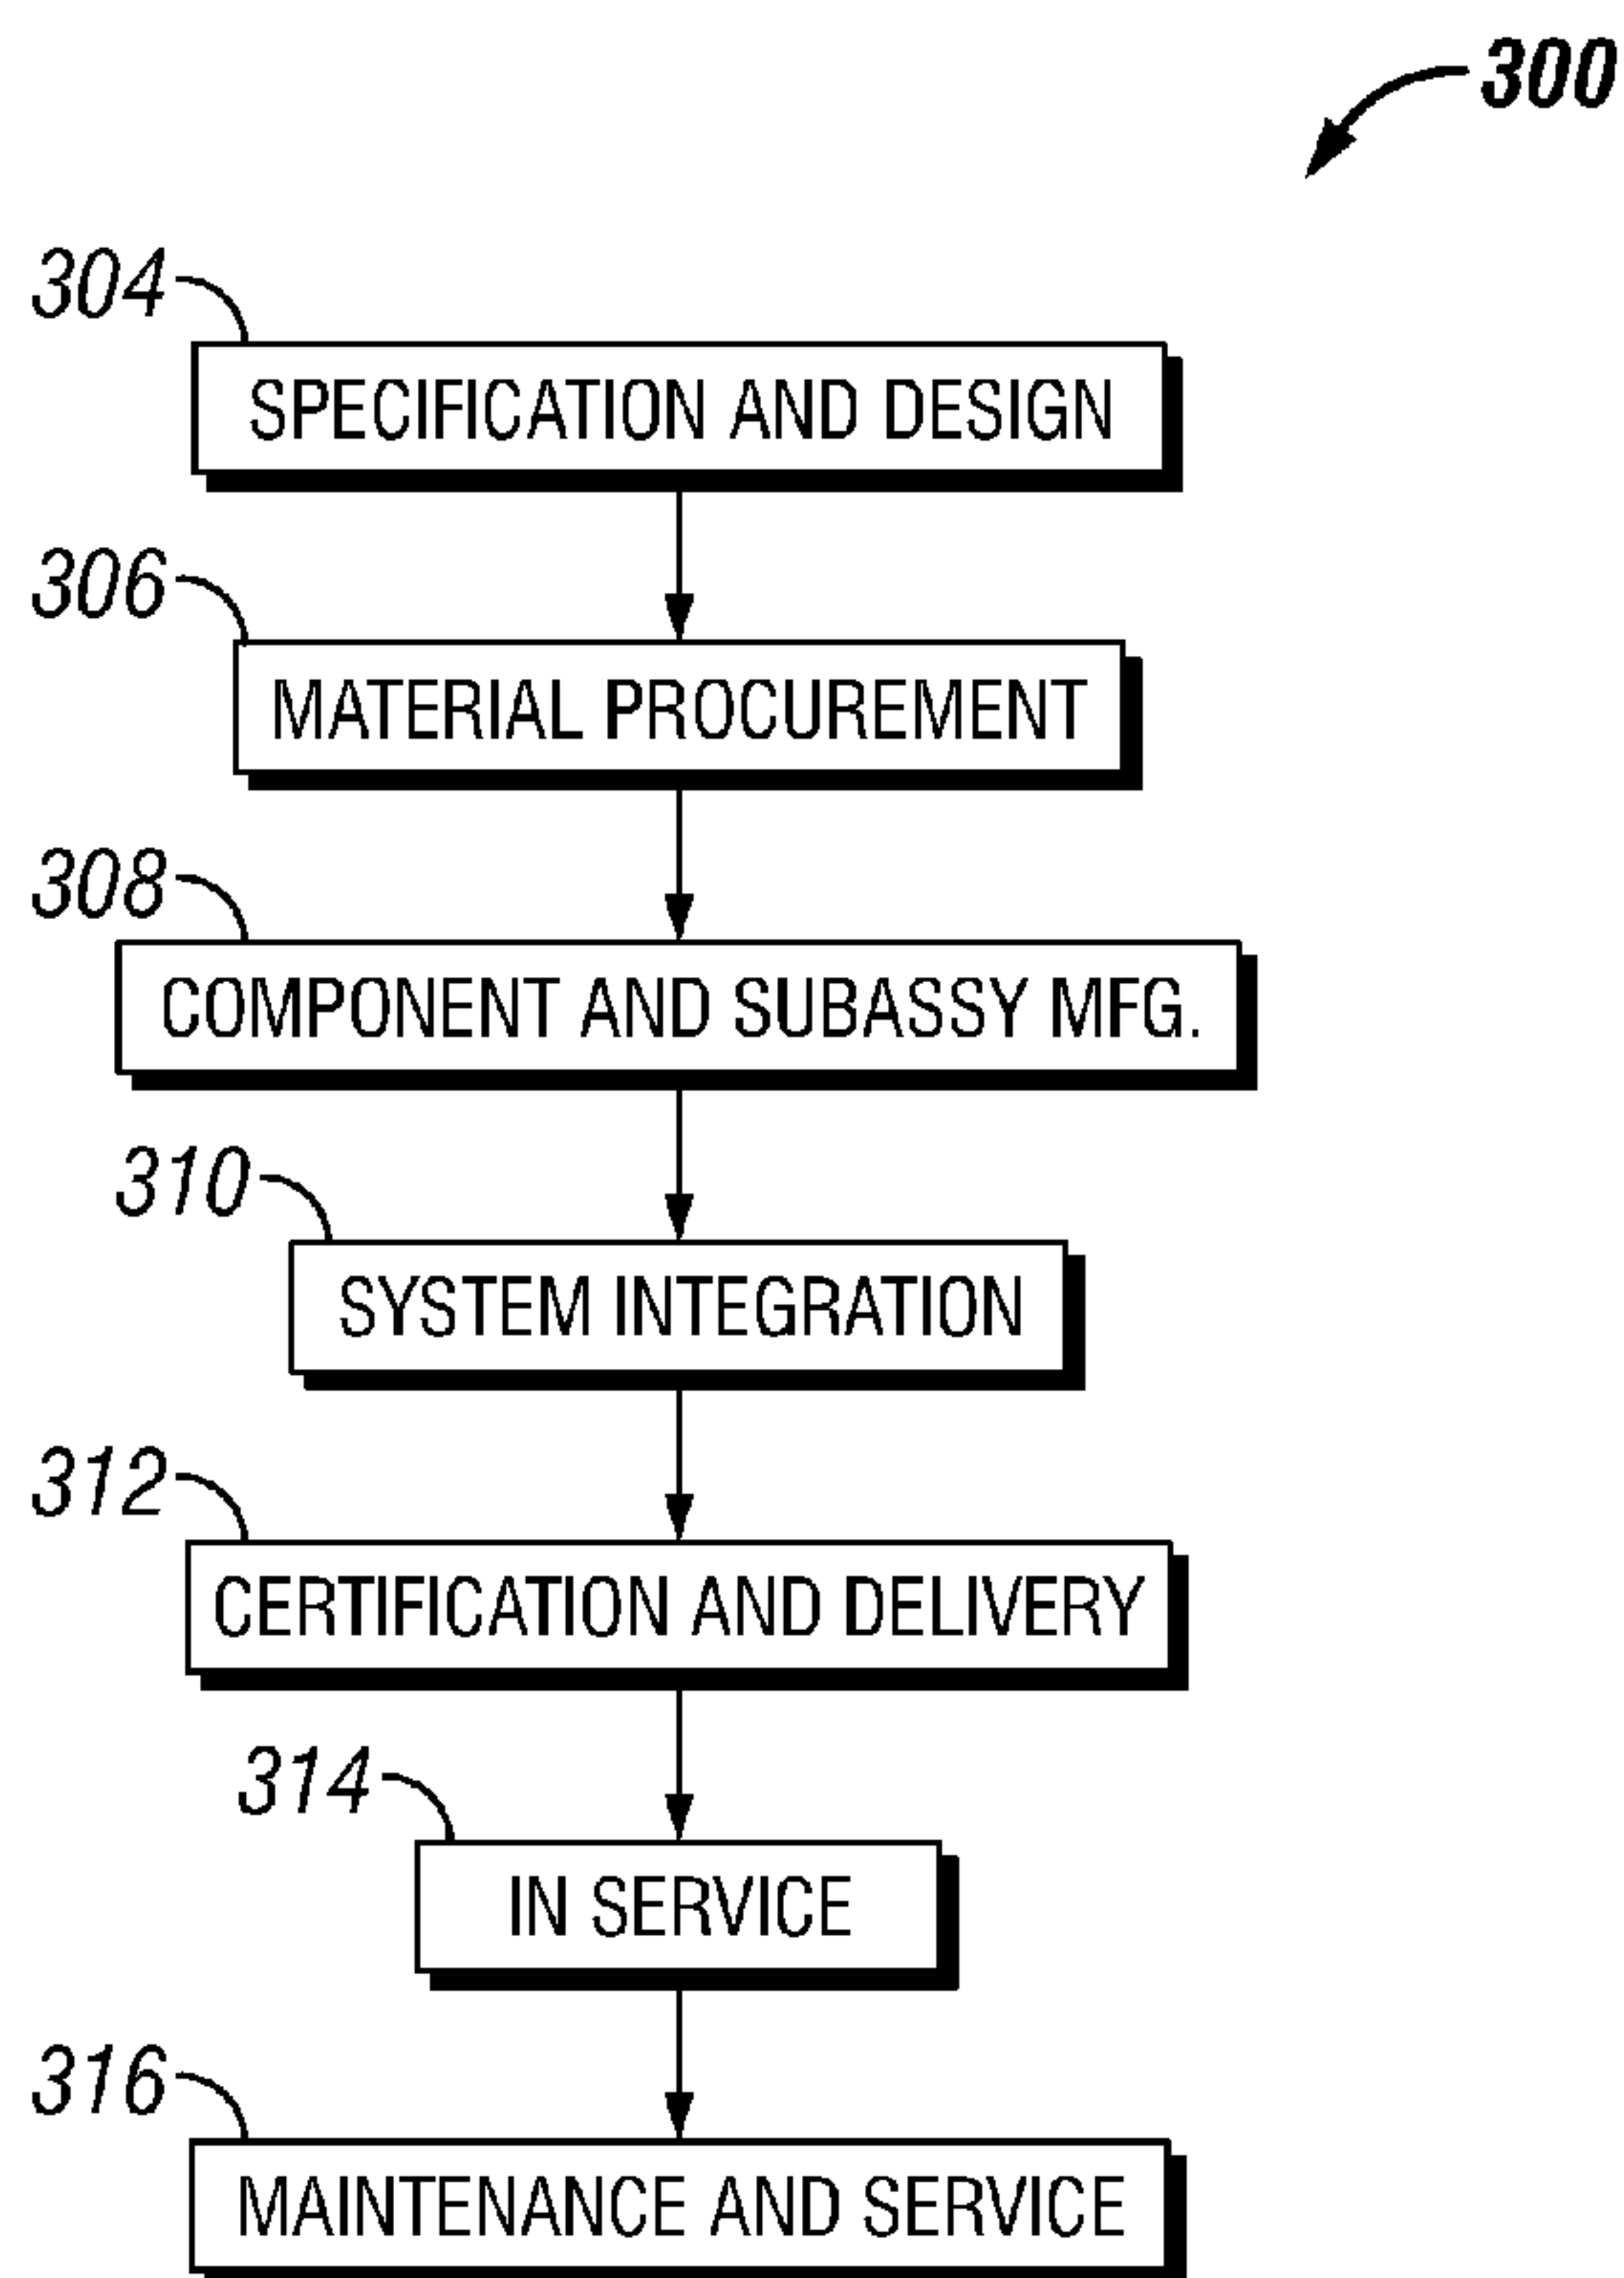 300
304
SPECIFICATION AND DESIGN
306
MATERIAL PROCUREMENT
308
COMPONENT AND SUBASSY MFG.
310
SYSTEM INTEGRATION
312
CERTIFICATION AND DELIVERY
314
IN SERVICE
316
MAINTENANCE AND SERVICE